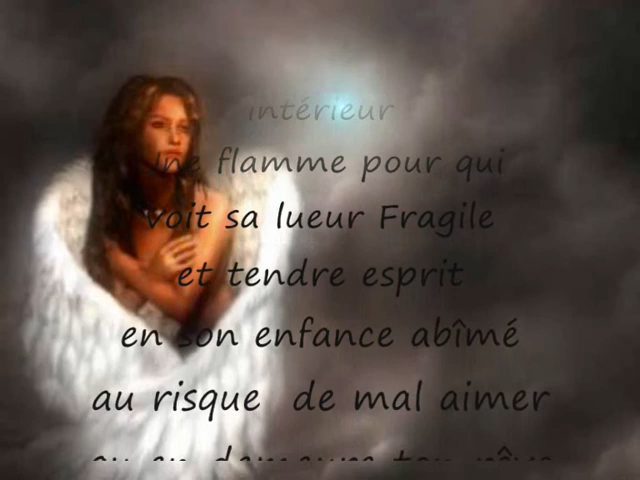 intérieur
Une flamme pour qui
voit sa lueur Fragile
et tendre esprit
en son enfance abîmé
au risque de mal aimer